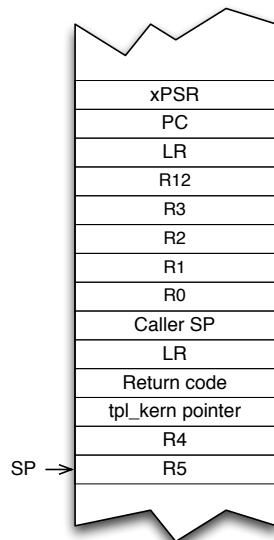 xPSR
PC
LR
R12
R3
R2
R1
R0
Caller SP
LR
Return code
tpl_kern pointer
R4
SP R5